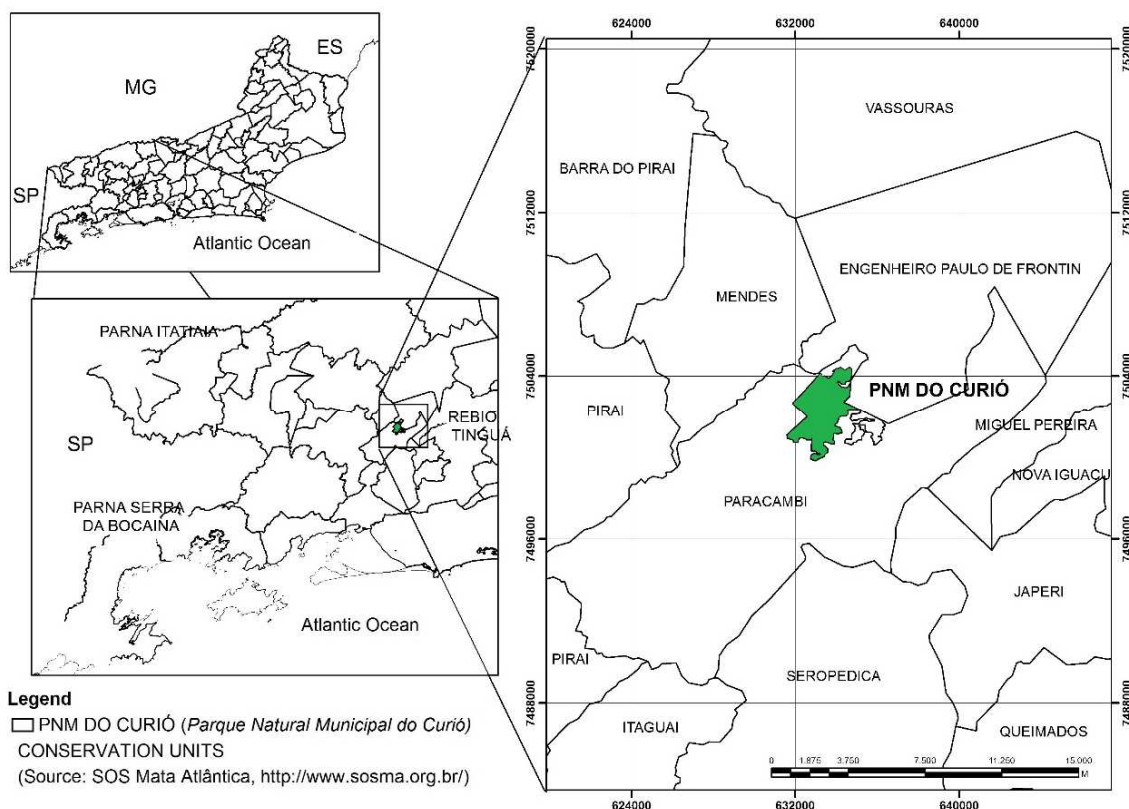 ES
MG
SP
Atlantic Ocean
PARNA ITATIAIA
REBIO
TINGUÁ
SP
PARNA SERRA
DA BOCAINA
Atlantic Ocean
Legend
PNM DO CURIÓ (Parque Natural Municipal do Curió)
CONSERVATION UNITS
(Source: SOS Mata Atlântica, http://www.sosma.org.br/)
624000 632000 640000
7520000 7520000
VASSOURAS
BARRA DO PIRAI
7512000 7512000
ENGENHEIRO PAULO DE FRONTIN
MENDES
7504000 7504000
PNM DO CURIÓ
PIRAI
MIGUEL PEREIRA
NOVA IGUACU
PARACAMBI
7496000 7496000
JAPERI
PIRAI
SEROPEDICA
7488000 7488000
ITAGUAI
QUEIMADOS
0 1.875 3.750 7.500 11.250 15.000
M
624000 632000 640000